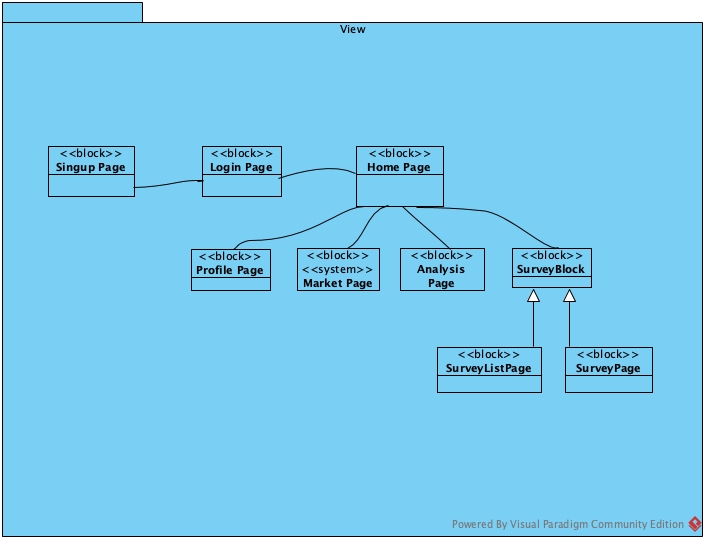 View
<<block>>
Singup Page
<<block>>
Login Page
<<block>>
Home Page
<<block>>
Profile Page
<<block>>
<<system>>
Market Page
<<block>>
Analysis
Page
<<block>>
SurveyBlock
<<block>>
SurveyListPage
<<block>>
SurveyPage
Powered By Visual Paradigm Community Edition